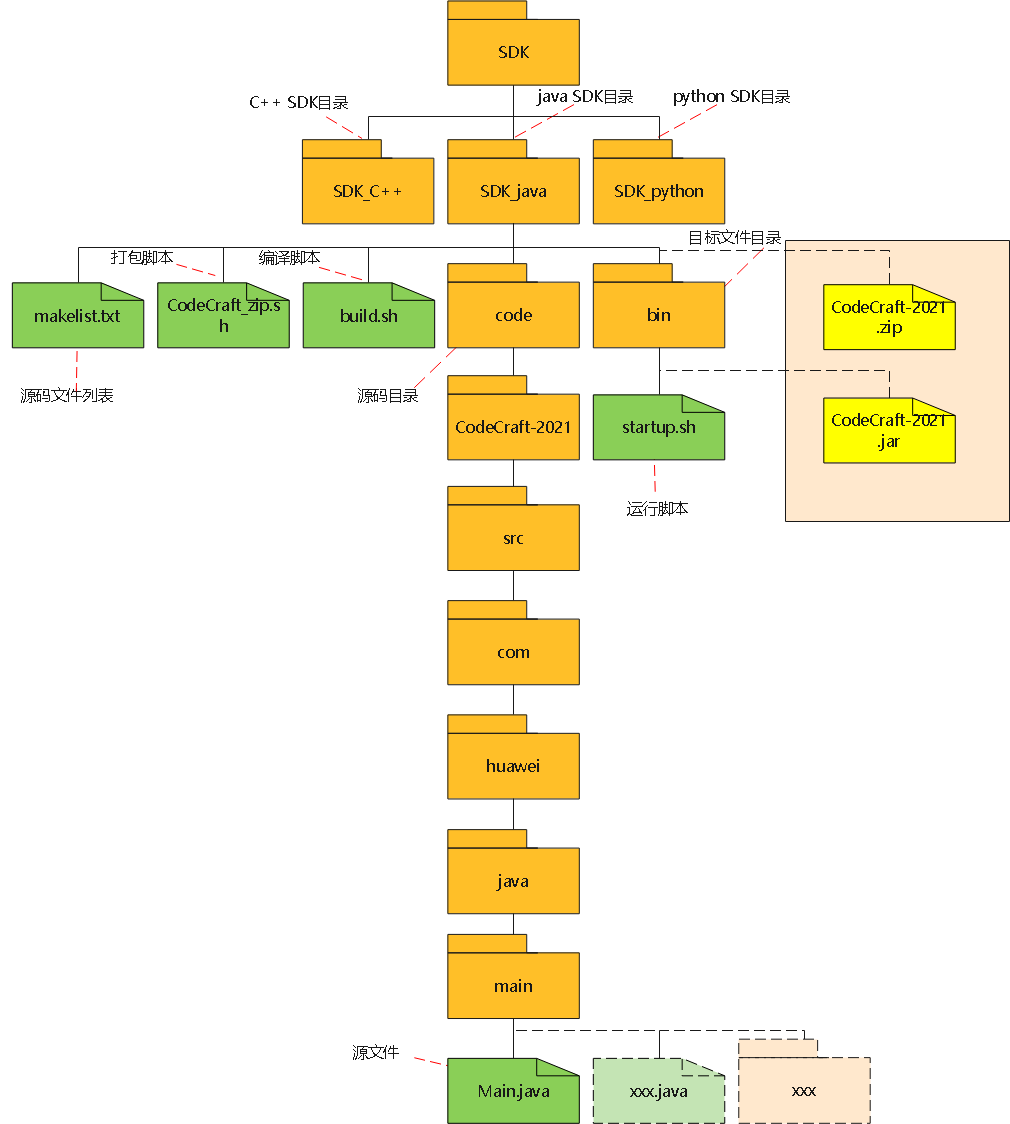 SDK
C++ SDK目录
java SDK目录
python SDK目录
SDK_C++
SDK_java
SDK_python
打包脚本
编译脚本
目标文件目录
makelist.txt
CodeCraft_zip.s
h
build.sh
code
bin
CodeCraft-2021
.zip
源码文件列表
源码目录
CodeCraft-2021
startup.sh
CodeCraft-2021
.jar
运行脚本
src
com
huawei
java
main
源文件
Main.java
xxx.java
xxx